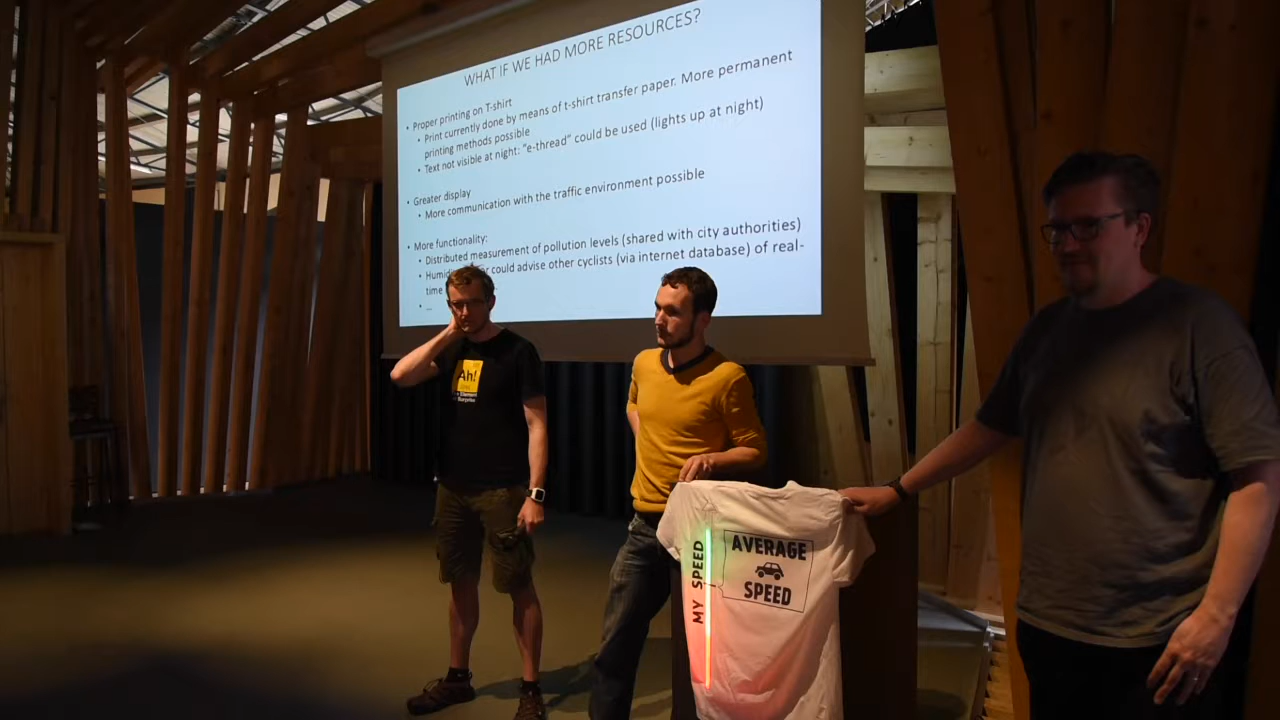 WHAT IF WE HAD MORE RESOURCES?
• Proper printing on T-shirt
• Print currently done by means of t-shirt transfer paper. More permanent
printing methods possible
• Text not visible at night: "e-thread" could be used (lights up at night)
• Greater display
• More communication with the traffic environment possible
• More functionality:
• Distributed measurement of pollution levels (shared with city authorities)
• could advise other cyclists (via internet database) of real-
time
Ah!
Element
Surprise
MY SPEED
AVERAGE
SPEED